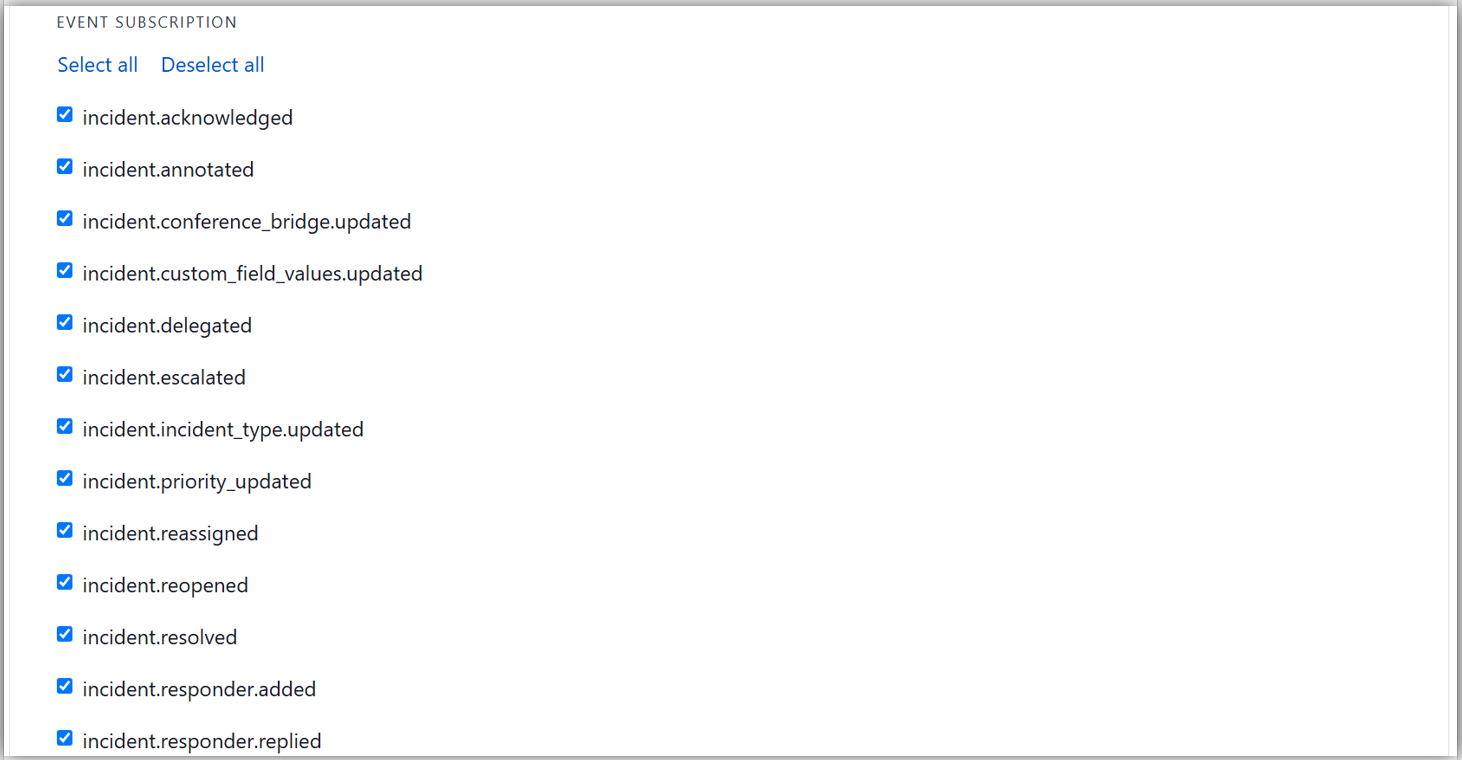 EVENT SUBSCRIPTION
Select all Deselect all
incident.acknowledged
incident.annotated
incident.conference_bridge.updated
incident.custom_field_values.updated
incident.delegated
incident.escalated
incident.incident_type.updated
incident.priority_updated
incident.reassigned
incident.reopened
incident.resolved
incident.responder.added
incident.responder.replied